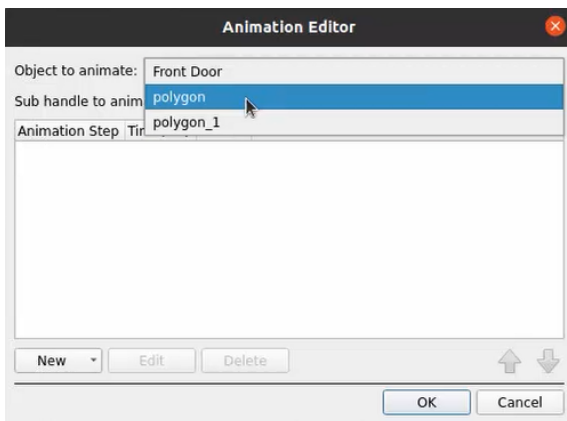 Animation Editor
Object to animate: Front Door
polygon
Sub handle to anim
polygon_1
Animation Step
New Edit Delete
OK Cancel